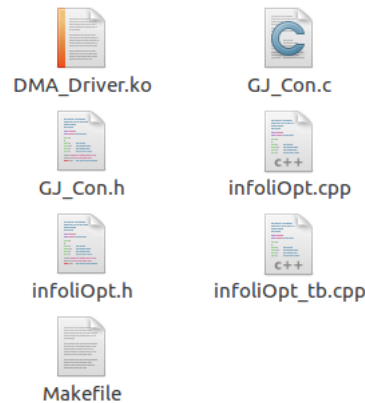 DMA_Driver.ko
GJ_Con.c
GJ_Con.h
c++
infoliOpt.cpp
infoliOpt.h
c++
infoliOpt_tb.cpp
Makefile